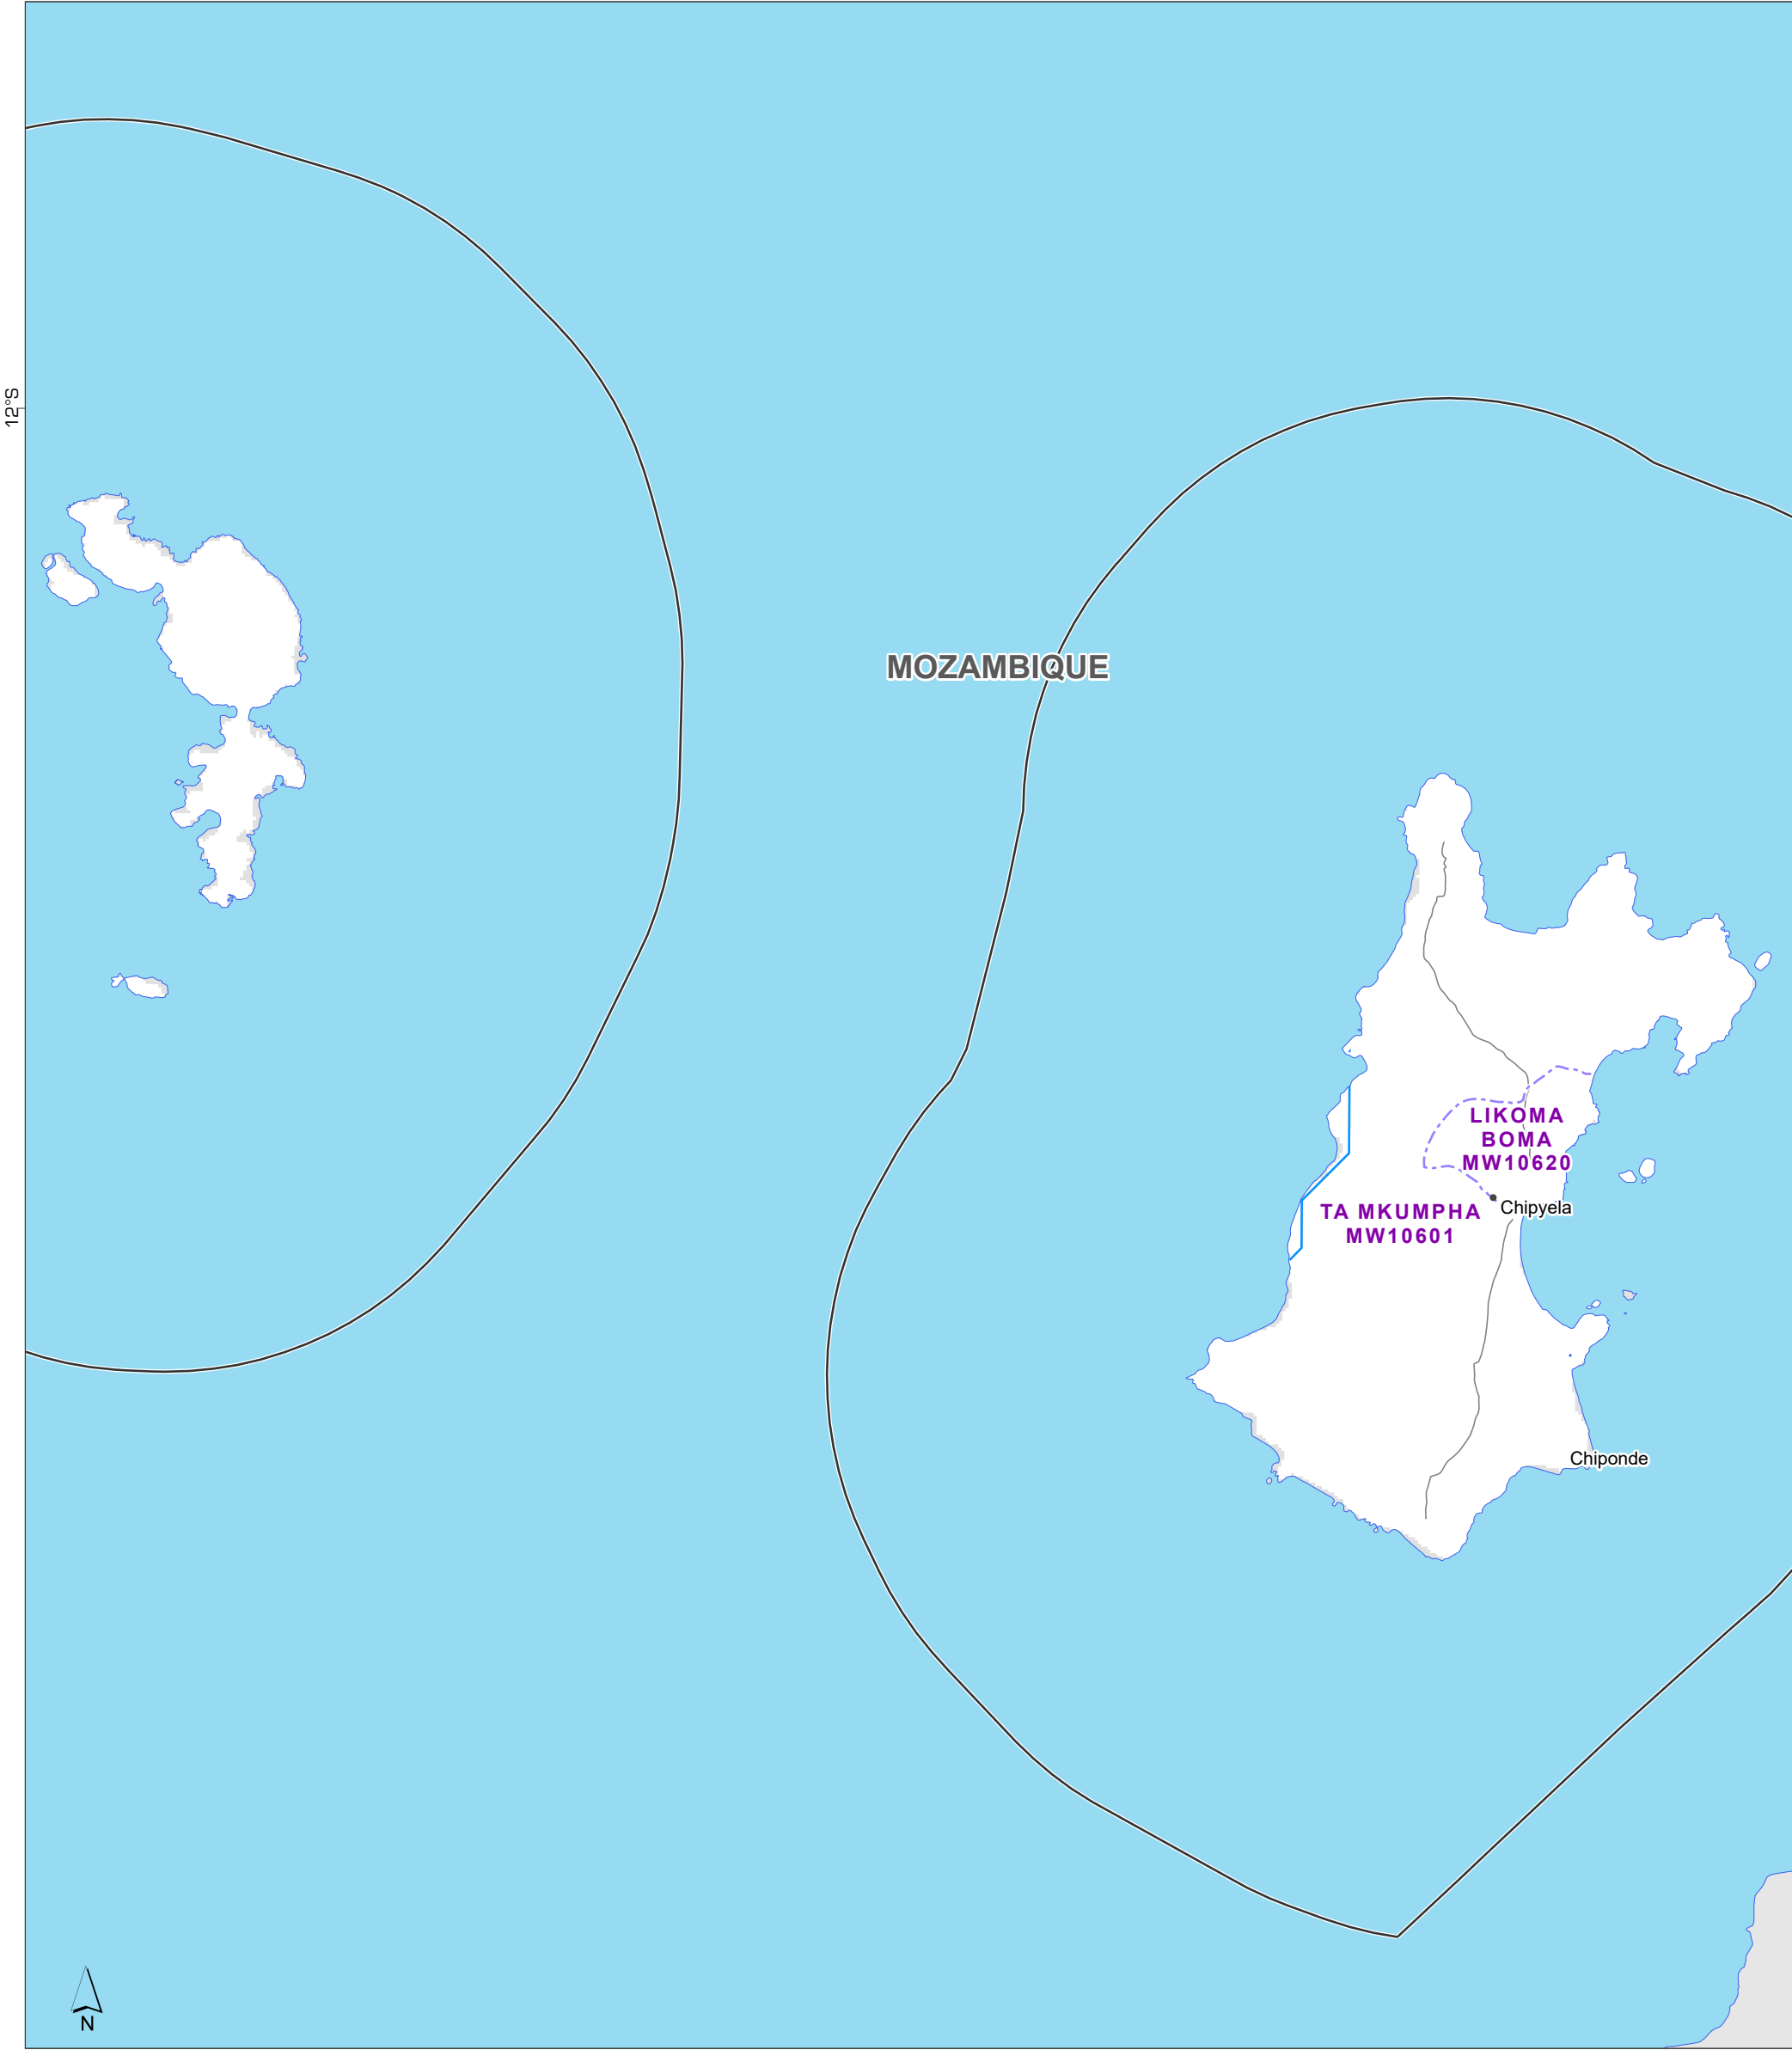 12°S
MOZAMBIQUE
LIKOMA
BOMA
MW10620
Chipyela
TA MKUMPHA
MW10601
Chiponde
N